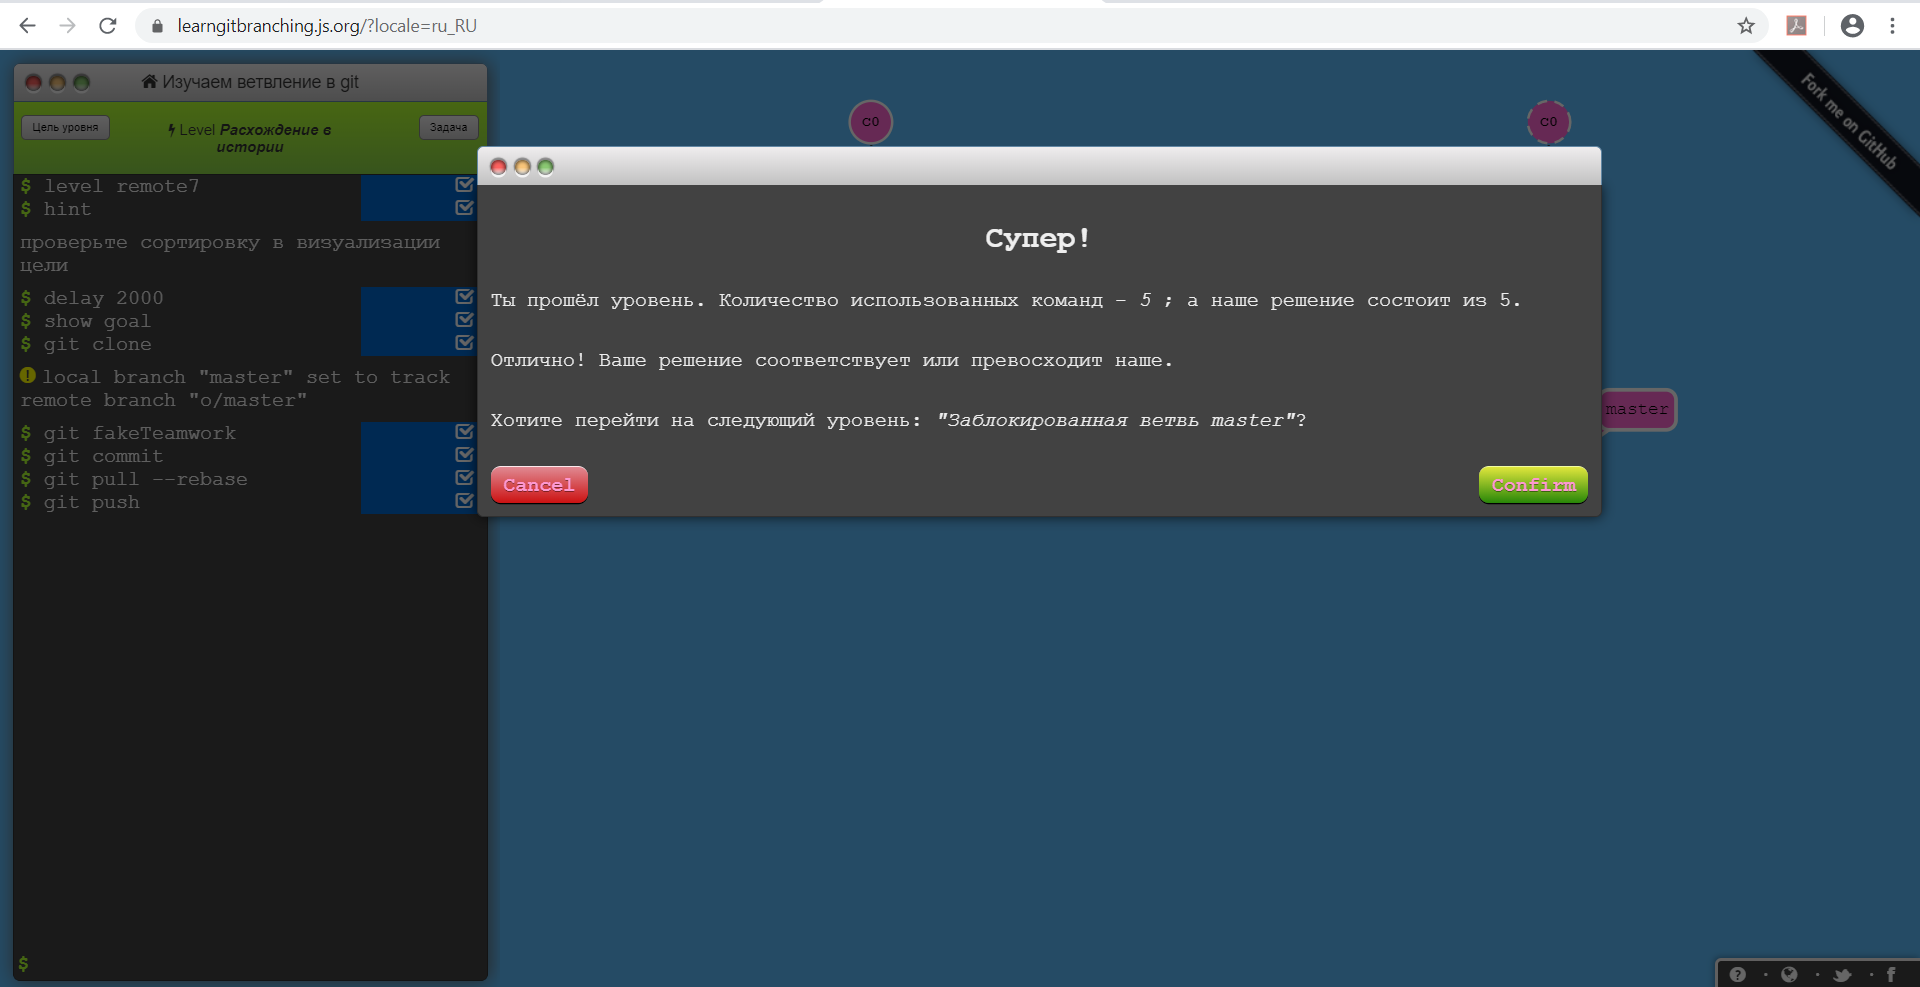 learngitbranching.js.org/?locale=ru_RU
Изучаем ветвление в git
Цель уровня
Level Расхождение в
истории
Задача
$ level remote7
$ hint
проверьте сортировку в визуализации
цели
$ delay 2000
$ show goal
$ git clone
local branch "master" set to track
remote branch "o/master"
$ git fakeTeamwork
$ git commit
$ git pull --rebase
$ git push
$
C0
C0
Fork me on GitHub
Супер!
Ты прошёл уровень. Количество использованных команд – 5 ; а наше решение состоит из 5.
Отлично! Ваше решение соответствует или превосходит наше.
Хотите перейти на следующий уровень: "Заблокированная ветвь master"?
Cancel
Confirm
master